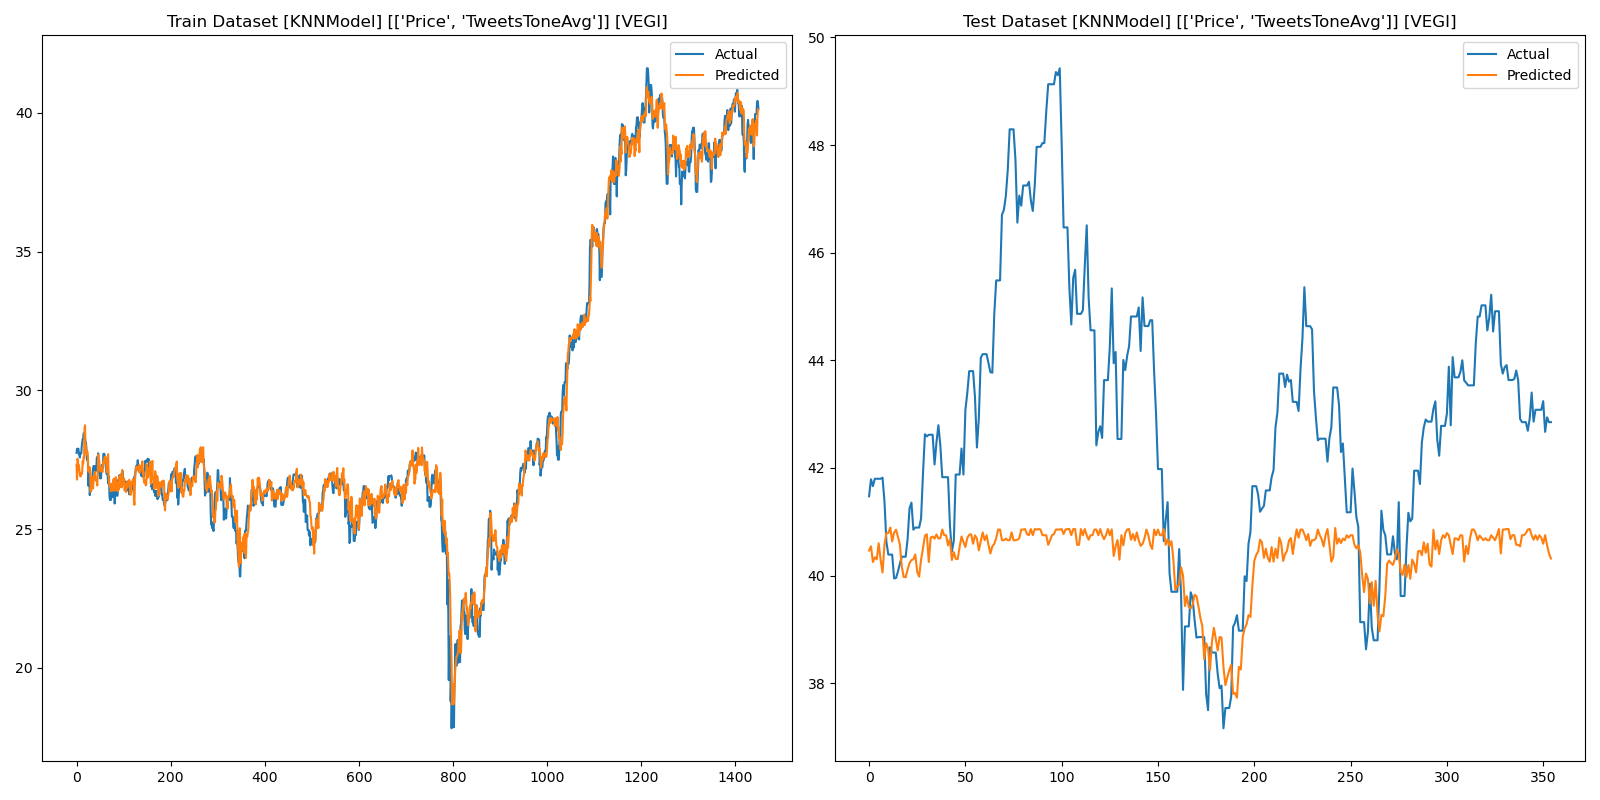 Train Dataset [KNNModel] [['Price', 'TweetsToneAvg']] [VEGI]
Actual
Predicted
40
35
30
25
20
0 200 400 600 800 1000 1200 1400
Test Dataset [KNNModel] [['Price', 'TweetsToneAvg']] [VEGI]
Actual
Predicted
50
48
46
44
42
40
38
0 50 100 150 200 250 300 350